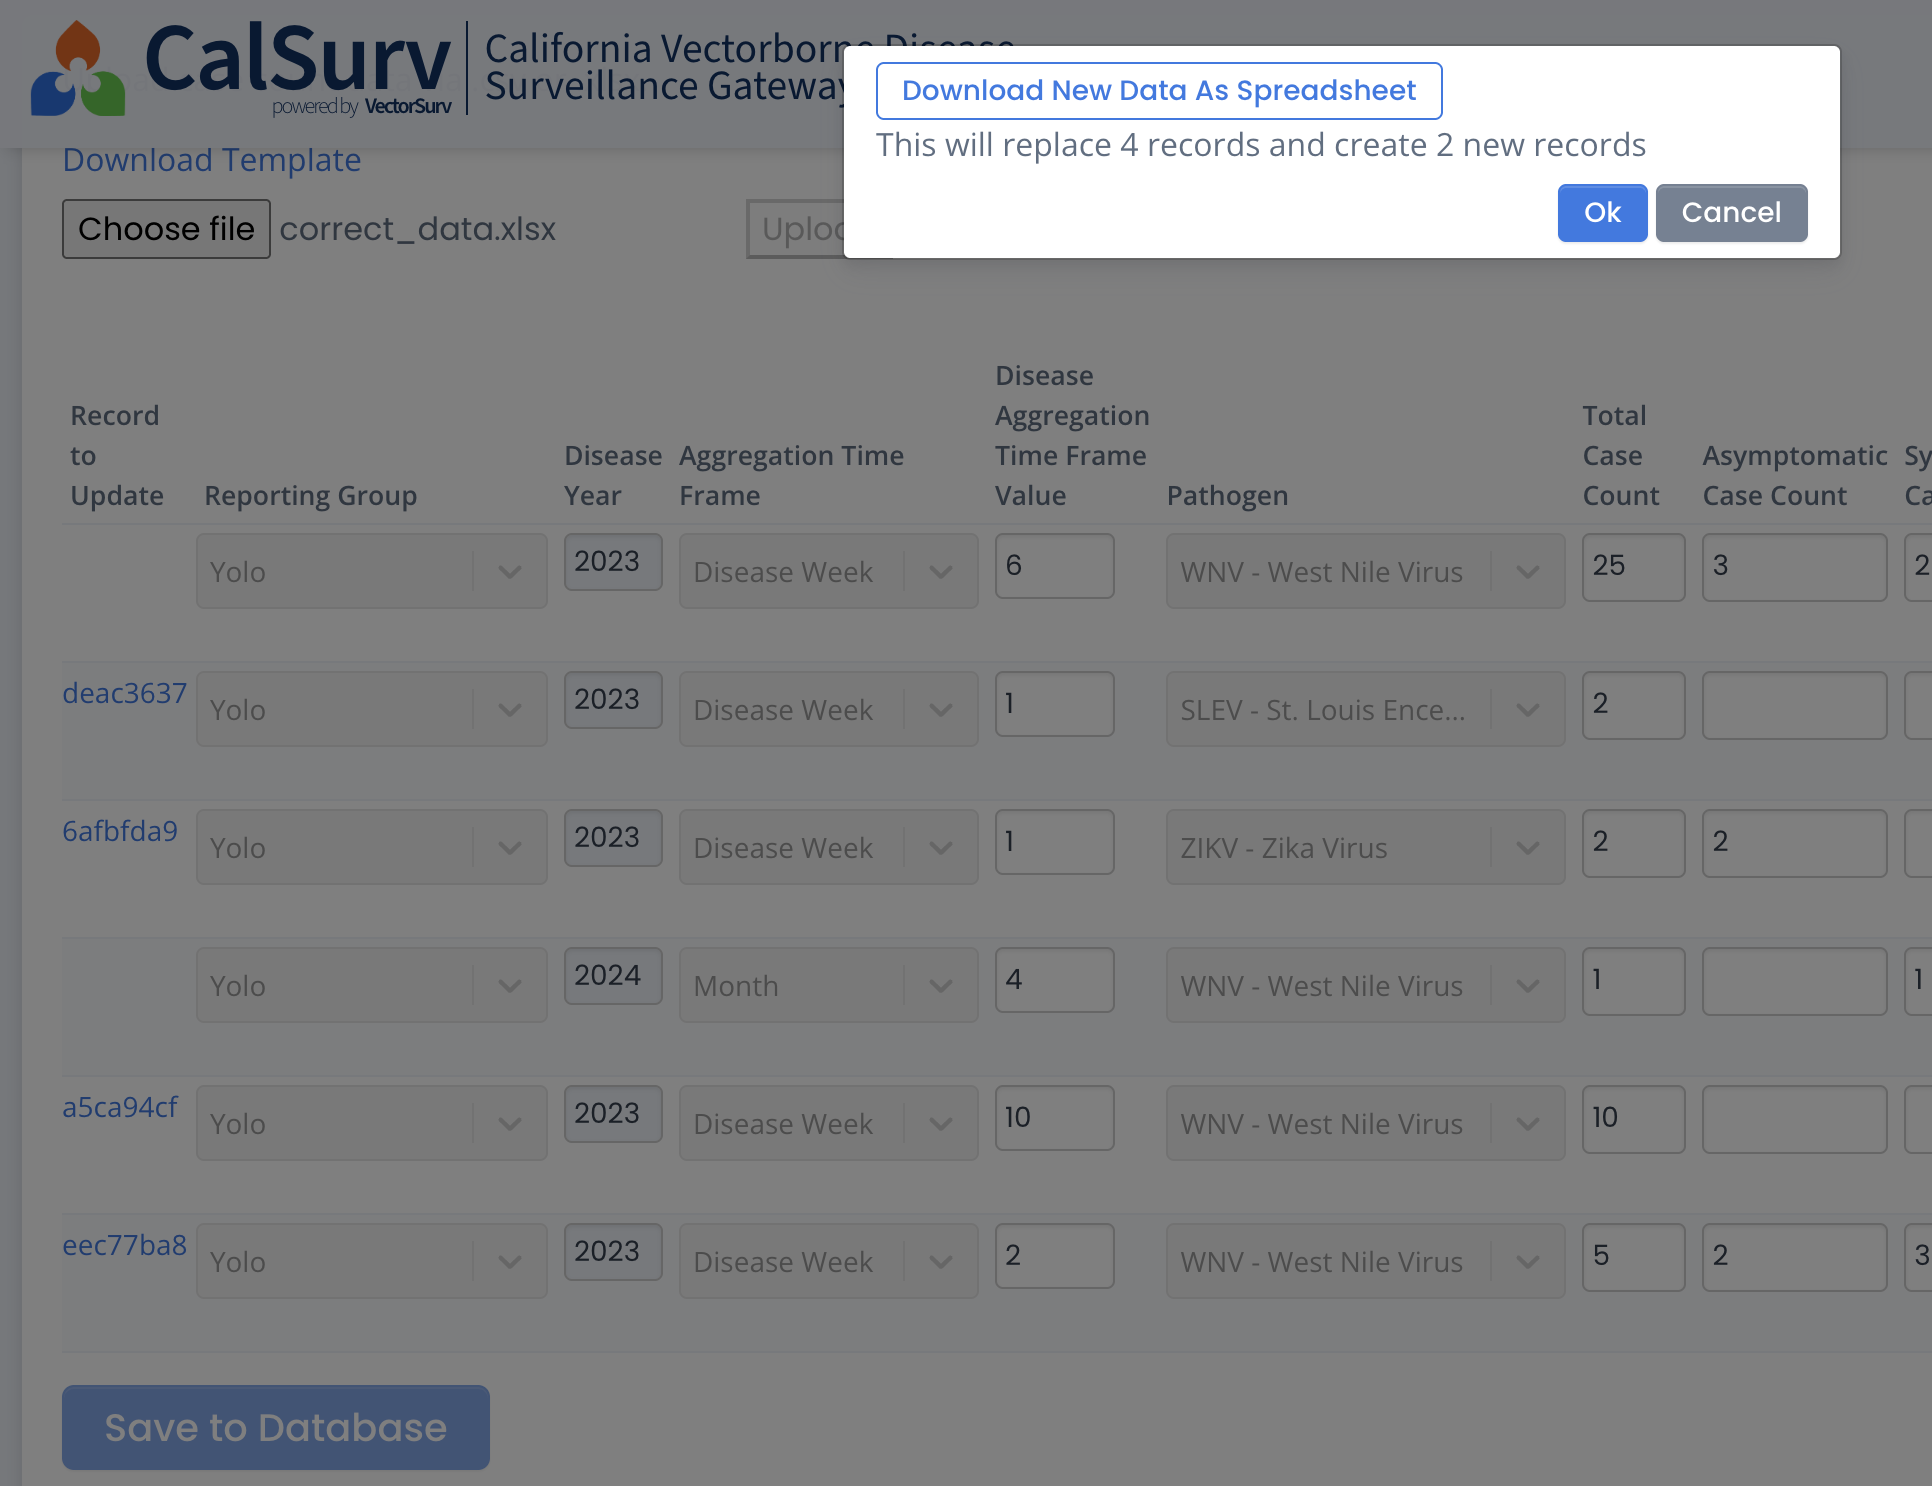 CalSurv
powered by VectorSurv
California Vectorborne Disease
Surveillance Gateway
Download New Data As Spreadsheet
This will replace 4 records and create 2 new records
Ok Cancel
Download Template
Choose file correct_data.xlsx
Record to Update Reporting Group Disease Year Aggregation Time Frame Disease Aggregation Time Frame Value Pathogen Total Case Count Asymptomatic Case Count
Yolo 2023 Disease Week 6 WNV - West Nile Virus 25 3
deac3637 Yolo 2023 Disease Week 1 SLEV - St. Louis Ence... 2
6afbfda9 Yolo 2023 Disease Week 1 ZIKV - Zika Virus 2 2
Yolo 2024 Month 4 WNV - West Nile Virus 1 1
a5ca94cf Yolo 2023 Disease Week 10 WNV - West Nile Virus 10
eec77ba8 Yolo 2023 Disease Week 2 WNV - West Nile Virus 5 2 3
Save to Database